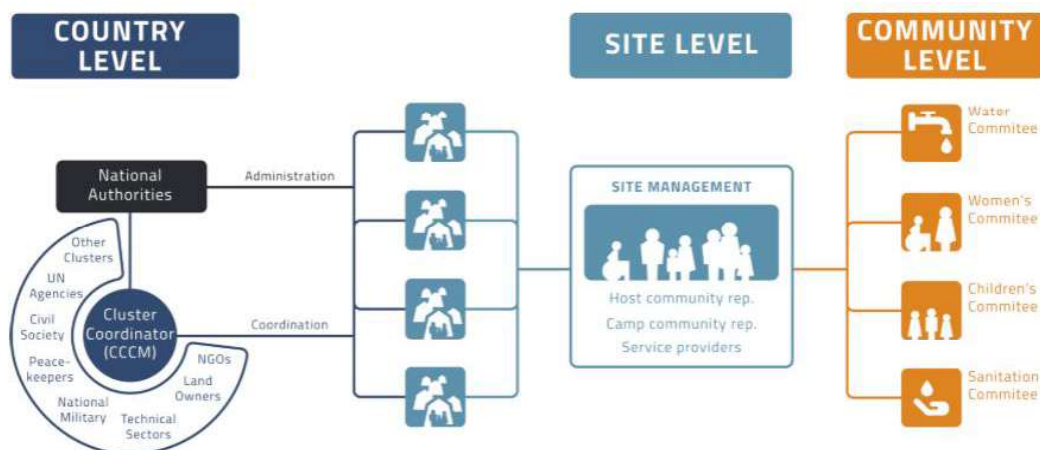 COUNTRY
LEVEL
SITE LEVEL
COMMUNITY
LEVEL
National
Authorities
Administration
Other
Clusters
UN
Agencies
Civil
Society
Peace-
keepers
National
Military
Technical
Sectors
Land
Owners
NGOs
Cluster
Coordinator
(CCCM)
Coordination
SITE MANAGEMENT
Host community rep.
Camp community rep.
Service providers
Water
Commitee
Women's
Commitee
Children's
Commitee
Sanitation
Commitee